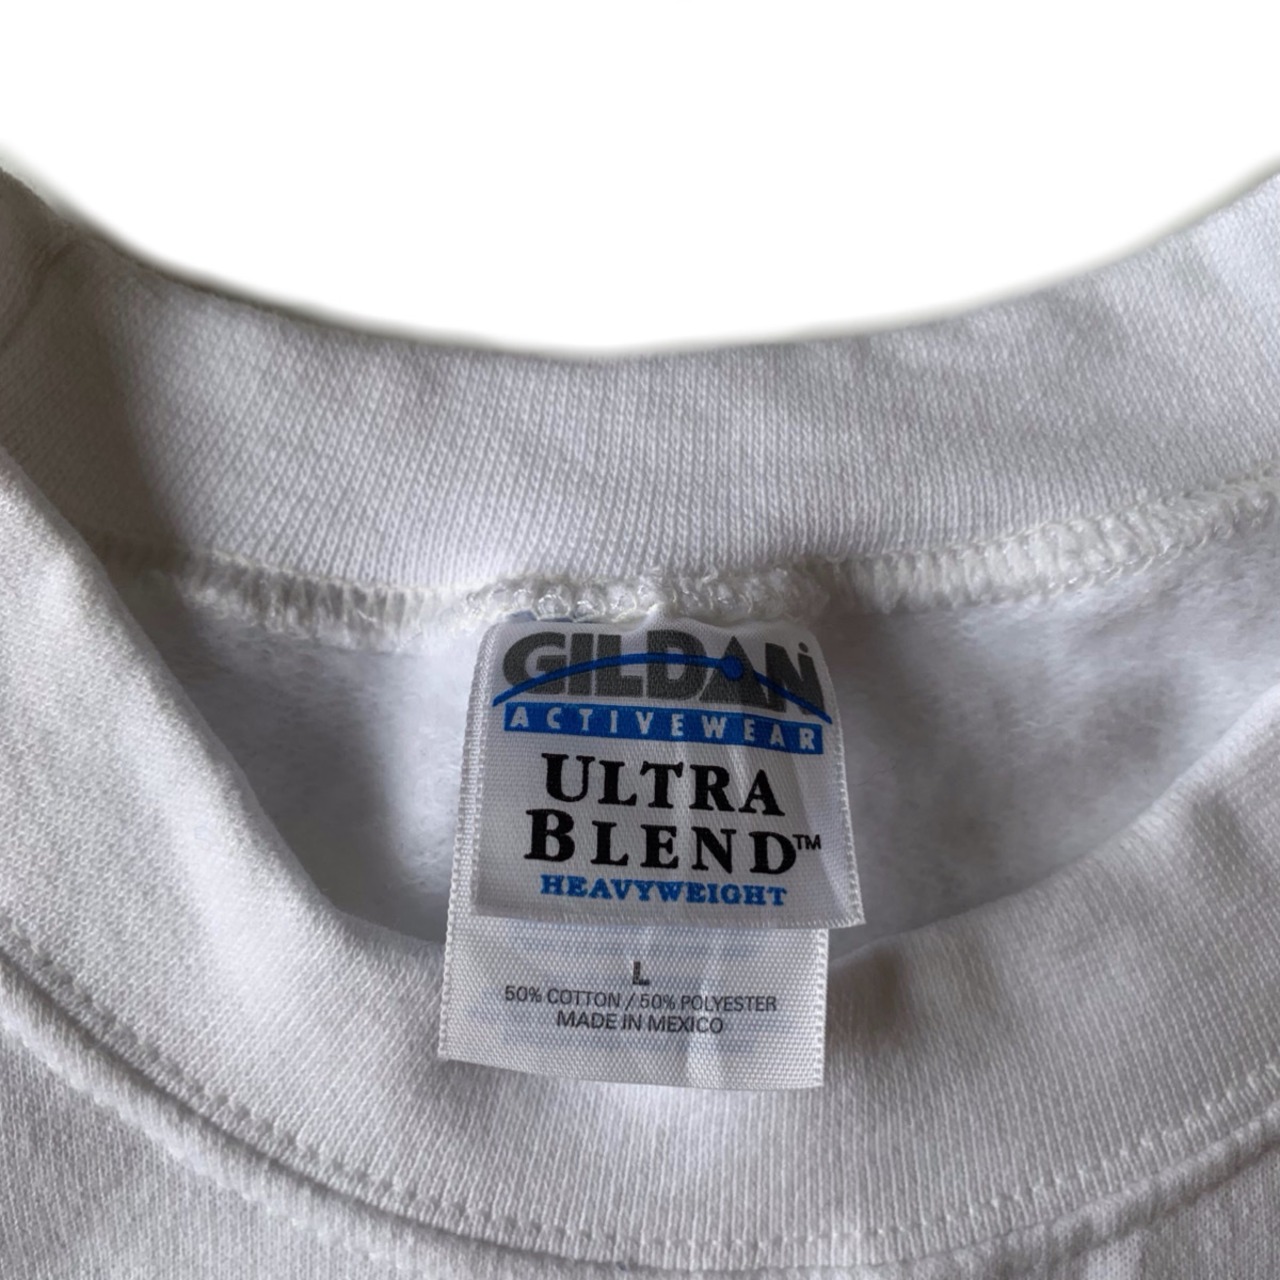 GILDAN
ACTIVEWEAR
ULTRA
BLEND™
HEAVYWEIGHT
L
50% COTTON / 50% POLYESTER
MADE IN MEXICO